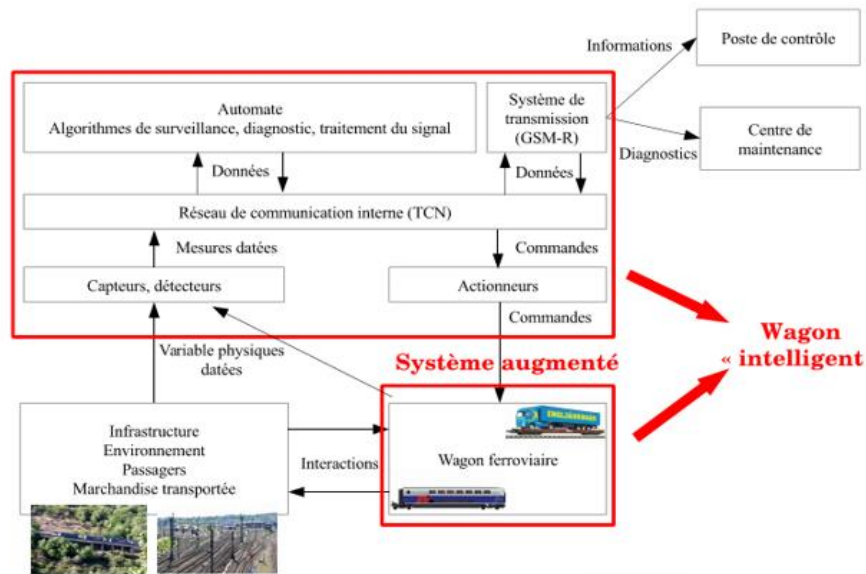 Informations
Poste de contrôle
Automate
Algorithmes de surveillance, diagnostic, traitement du signal
Système de
transmission
(GSM-R)
Diagnostics
Centre de
maintenance
Données
Données
Réseau de communication interne (TCN)
Mesures datées
Commandes
Capteurs, détecteurs
Actionneurs
Commandes
Variable physiques
datées
Système augmenté
Wagon
« intelligent
Infrastructure
Environnement
Passagers
Marchandise transportée
Interactions
Wagon ferroviaire